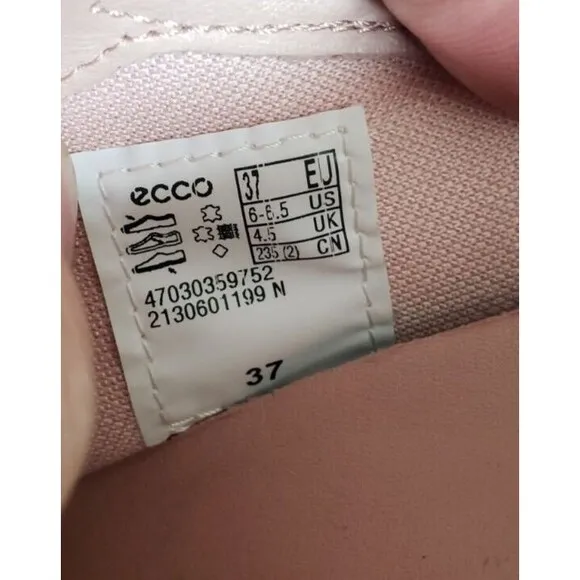 ecco
37 EU
6-6.5 US
4.5 UK
235 (2) CN
47030359752
2130601199 N
37